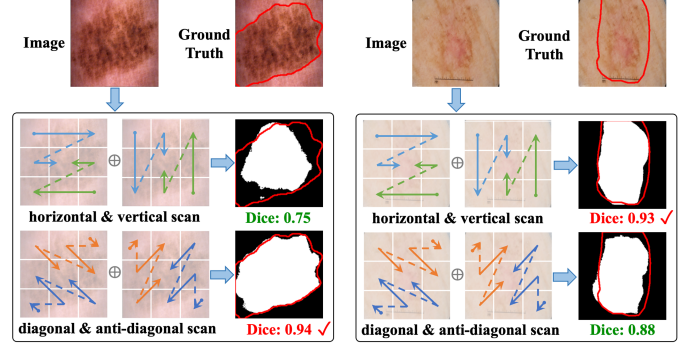 Image
Ground
Truth
horizontal & vertical scan
Dice: 0.75
diagonal & anti-diagonal scan
Dice: 0.94 ✓
Image
Ground
Truth
horizontal & vertical scan
Dice: 0.93 ✓
diagonal & anti-diagonal scan
Dice: 0.88